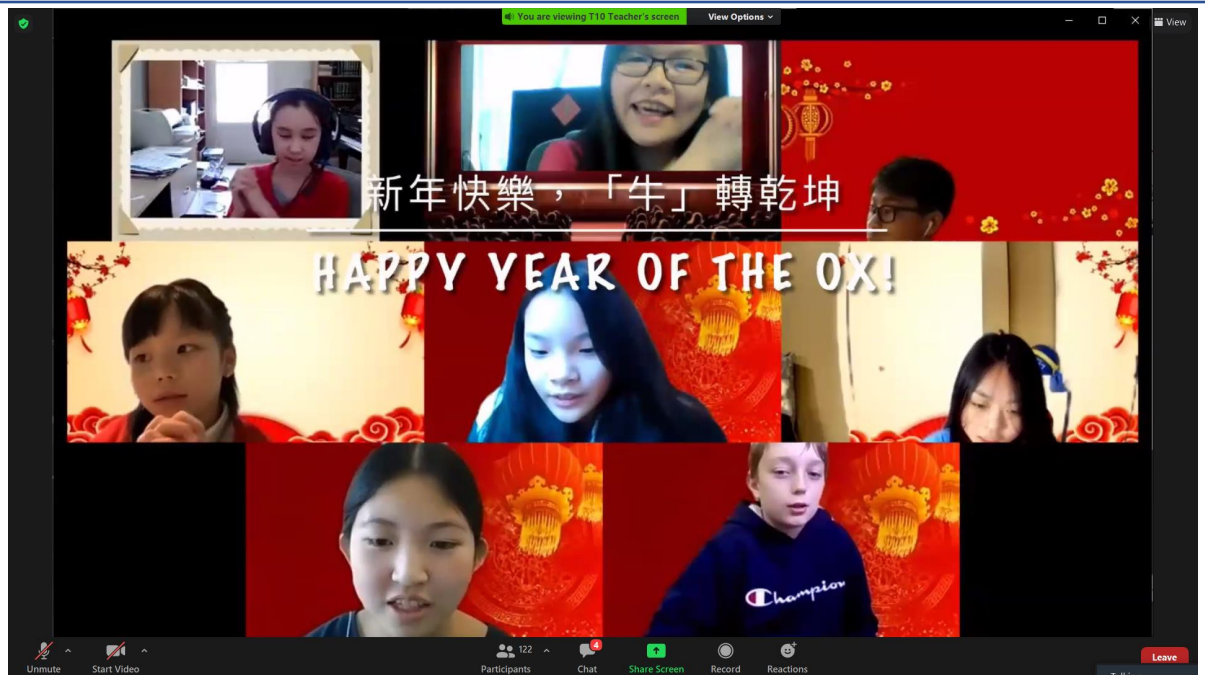 You are viewing T10 Teacher's screen
View Options
View
新年快樂，「牛」轉乾坤
HAPPY YEAR OF THE OX!
Champion
Unmute
Start Video
122
Participants
4
Chat
Share Screen
Record
Reactions
Leave